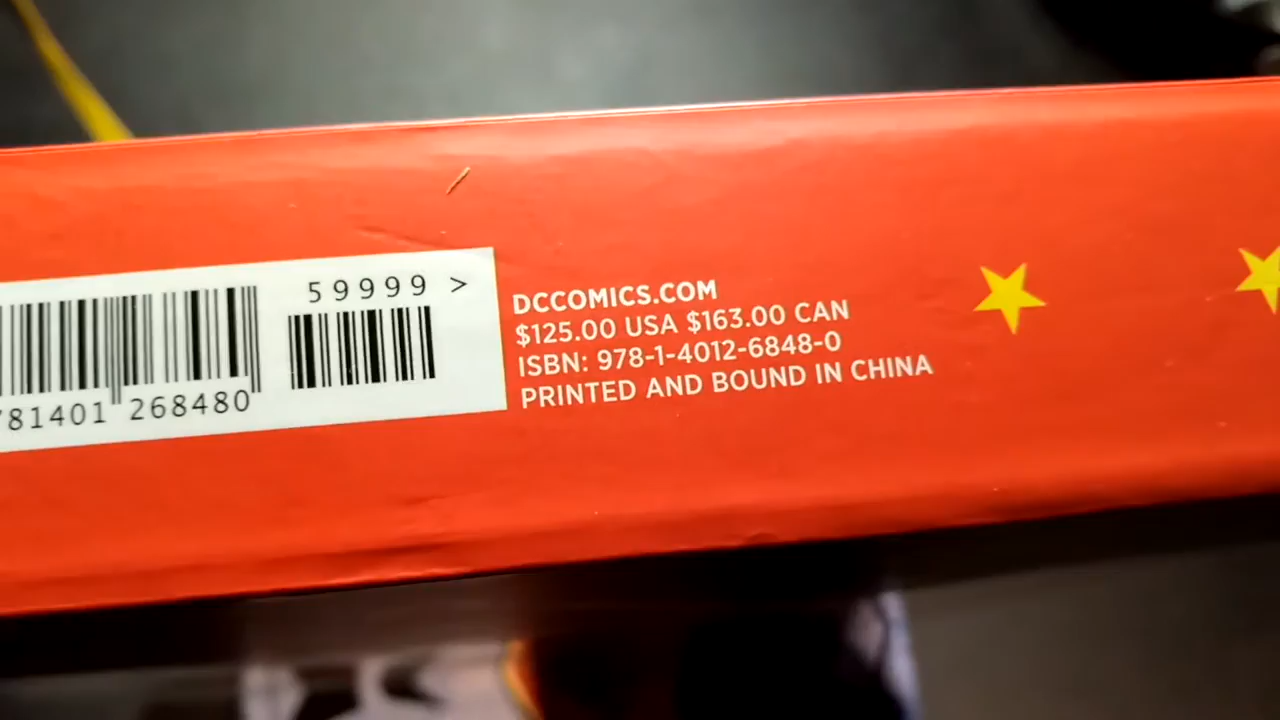 59999 >
781401 268480
DCCOMICS.COM
$125.00 USA $163.00 CAN
ISBN: 978-1-4012-6848-0
PRINTED AND BOUND IN CHINA